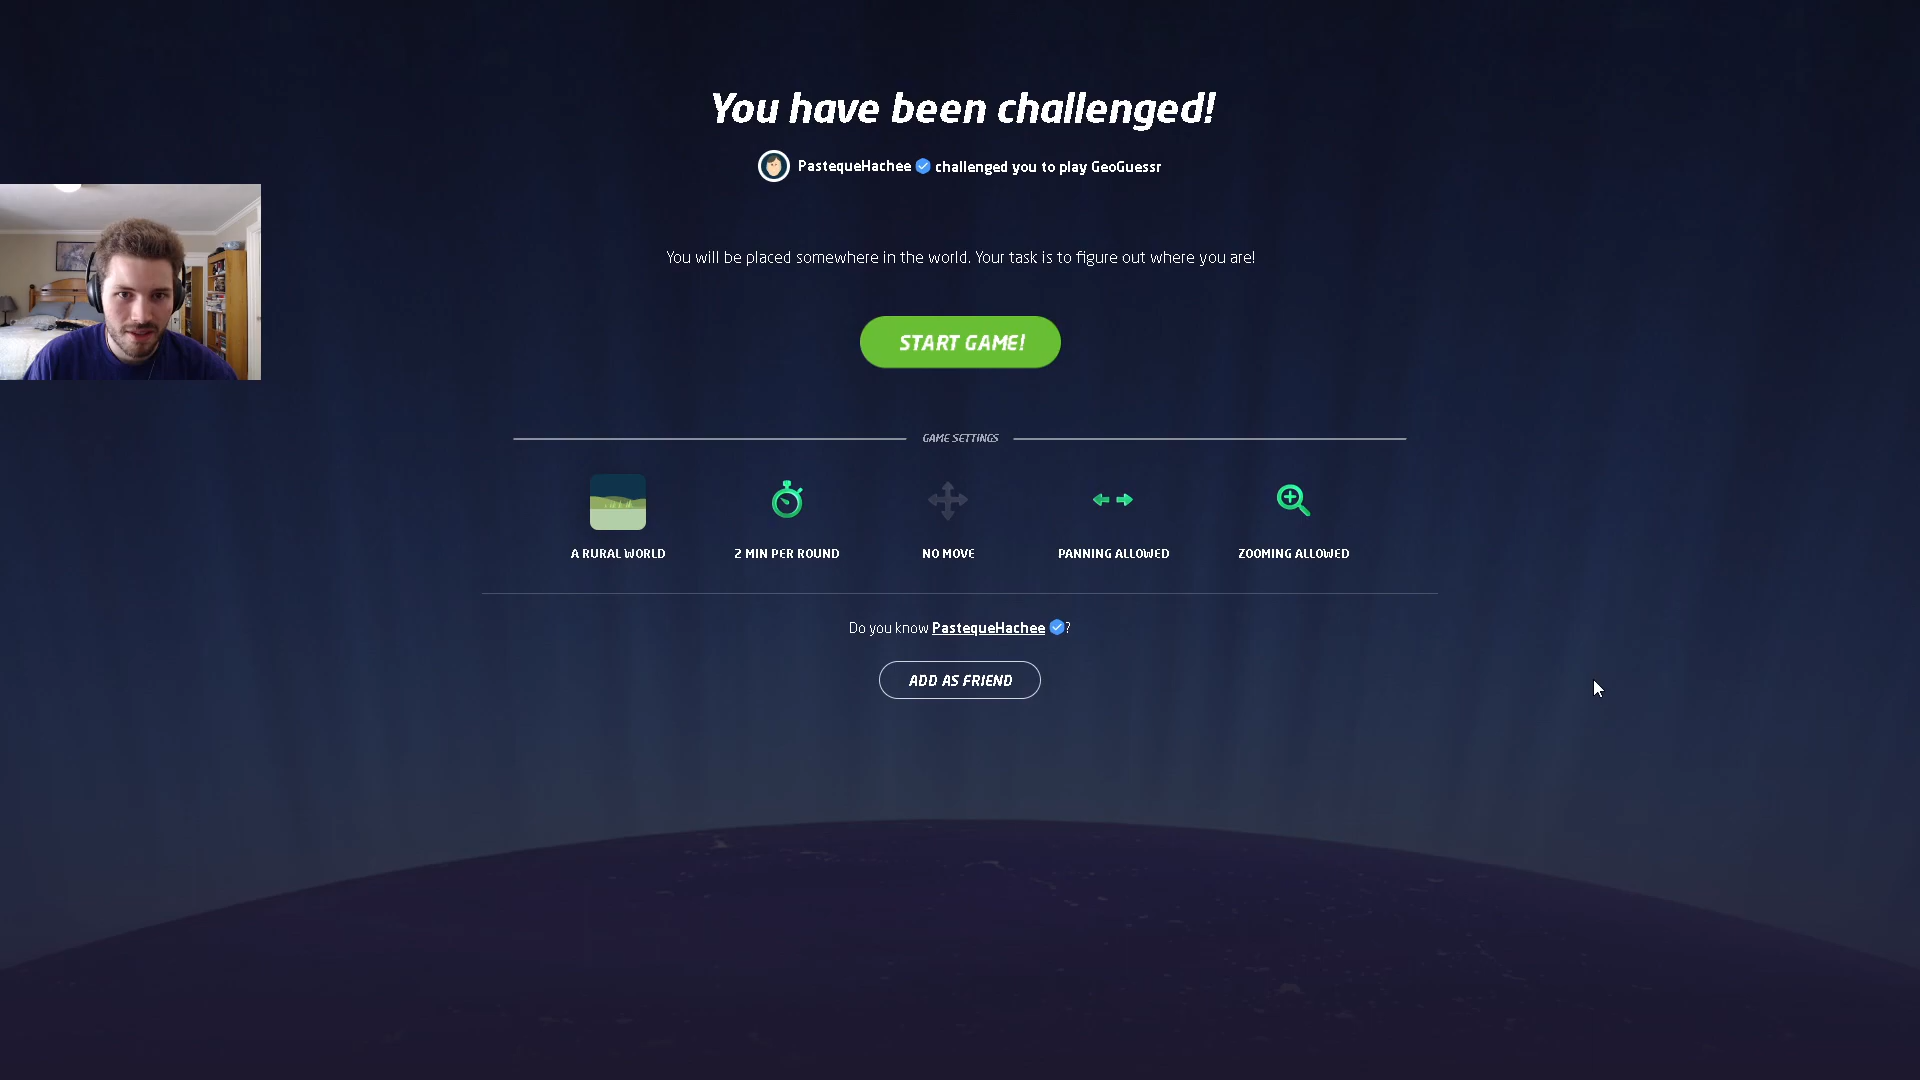 You have been challenged!
PastequeHachee challenged you to play GeoGuessr
You will be placed somewhere in the world. Your task is to figure out where you are!
START GAME!
GAME SETTINGS
A RURAL WORLD
2 MIN PER ROUND
NO MOVE
PANNING ALLOWED
ZOOMING ALLOWED
Do you know PastequeHachee ?
ADD AS FRIEND